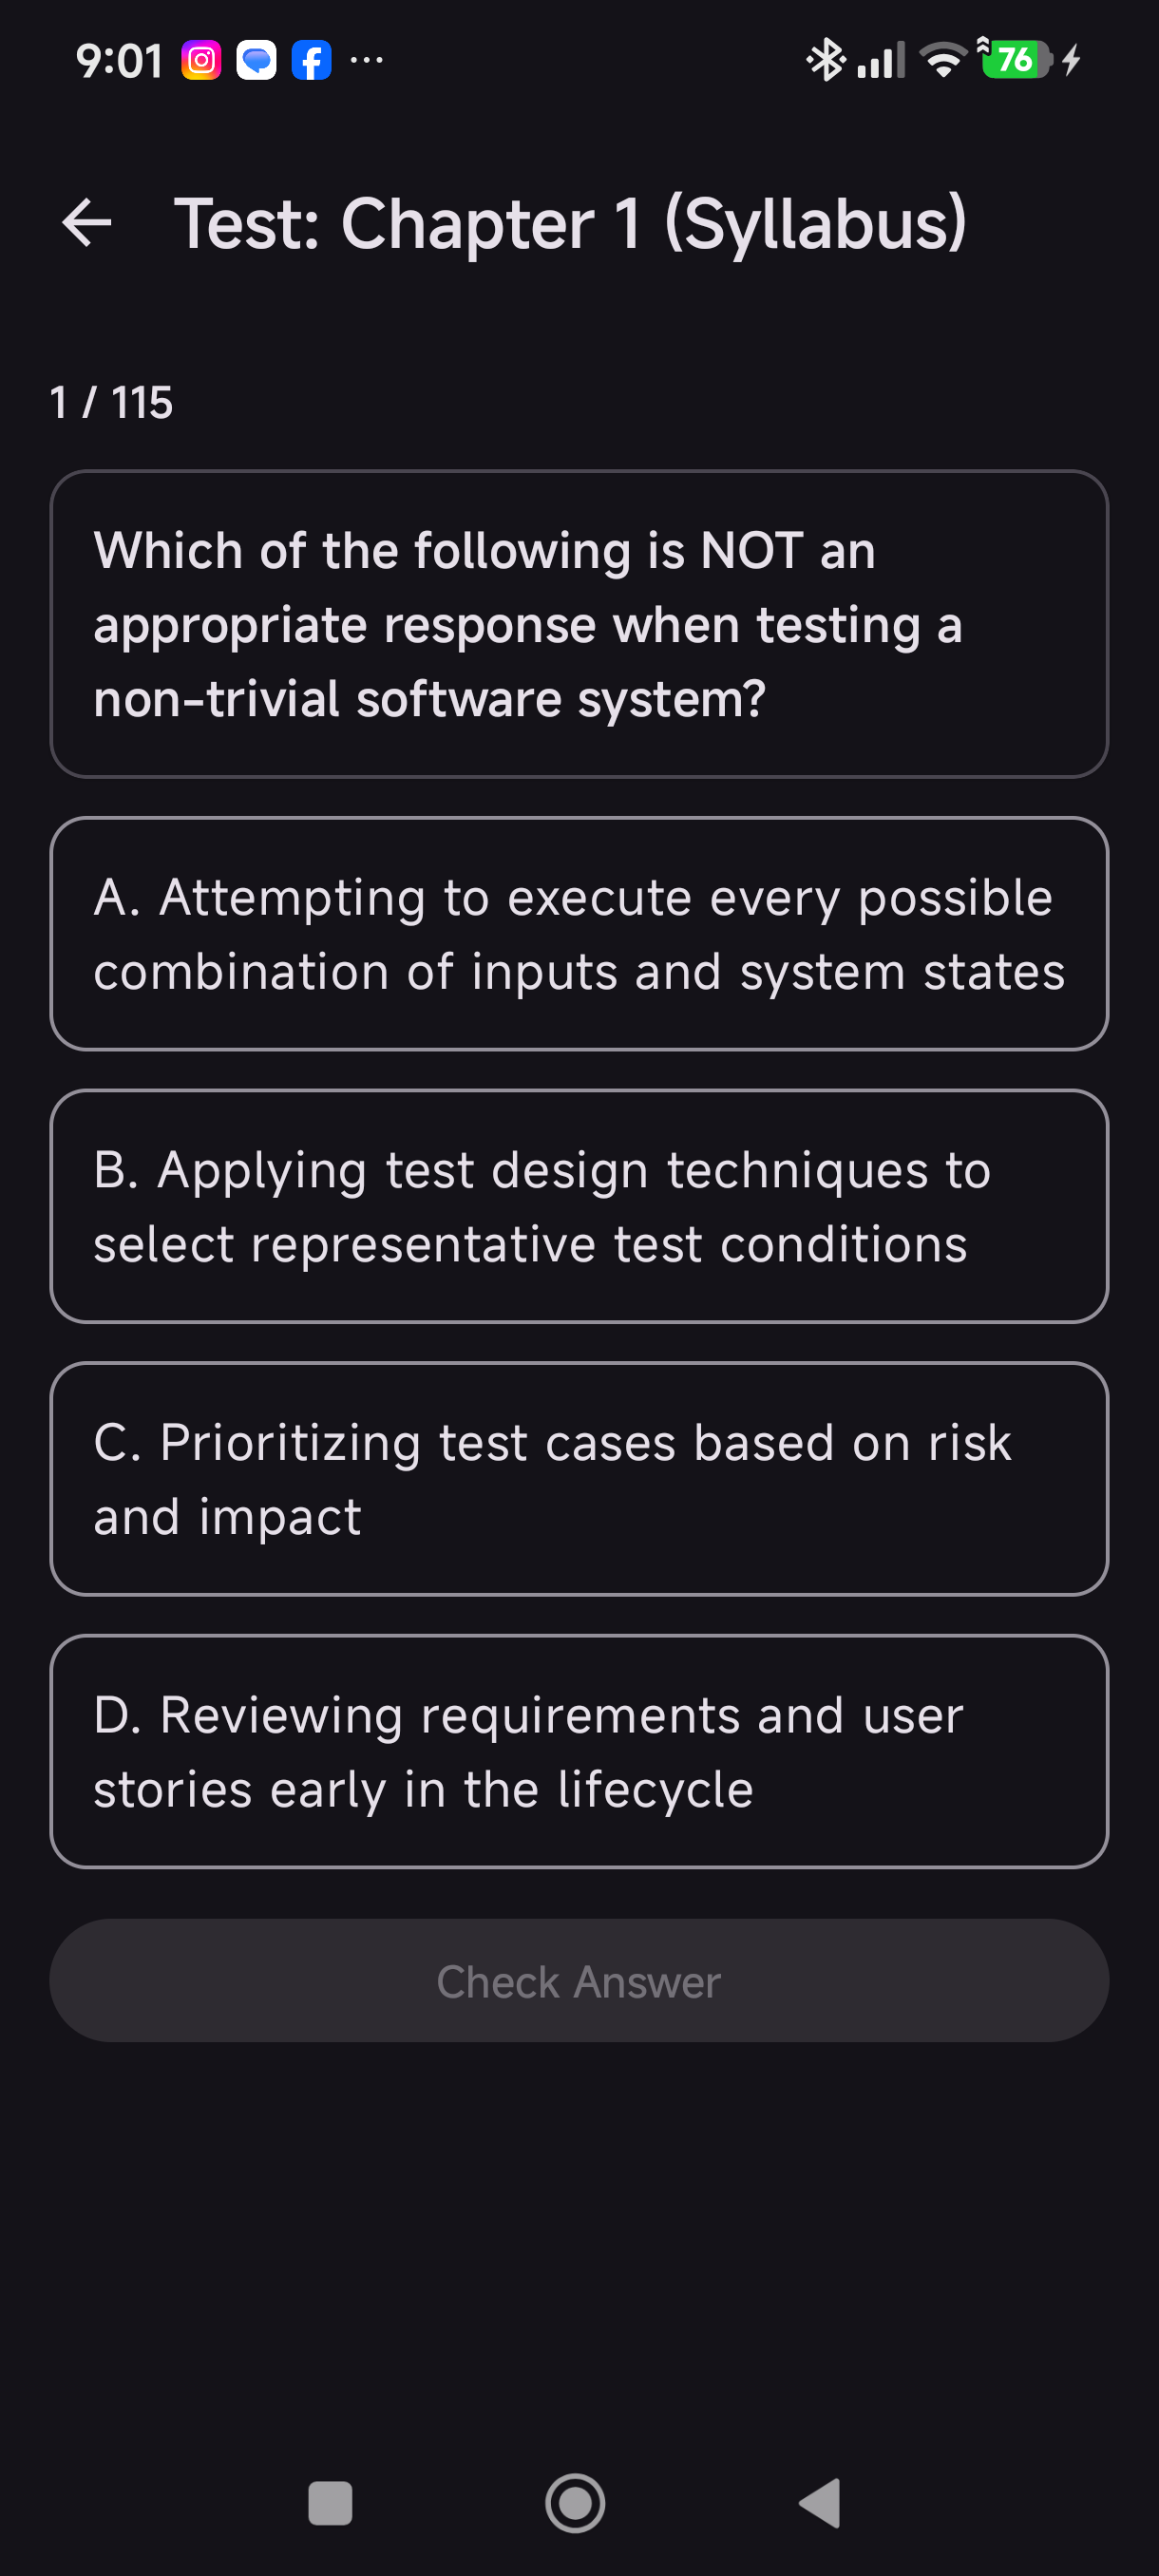 9:01
76
Test: Chapter 1 (Syllabus)
1 / 115
Which of the following is NOT an
appropriate response when testing a
non-trivial software system?
A. Attempting to execute every possible
combination of inputs and system states
B. Applying test design techniques to
select representative test conditions
C. Prioritizing test cases based on risk
and impact
D. Reviewing requirements and user
stories early in the lifecycle
Check Answer